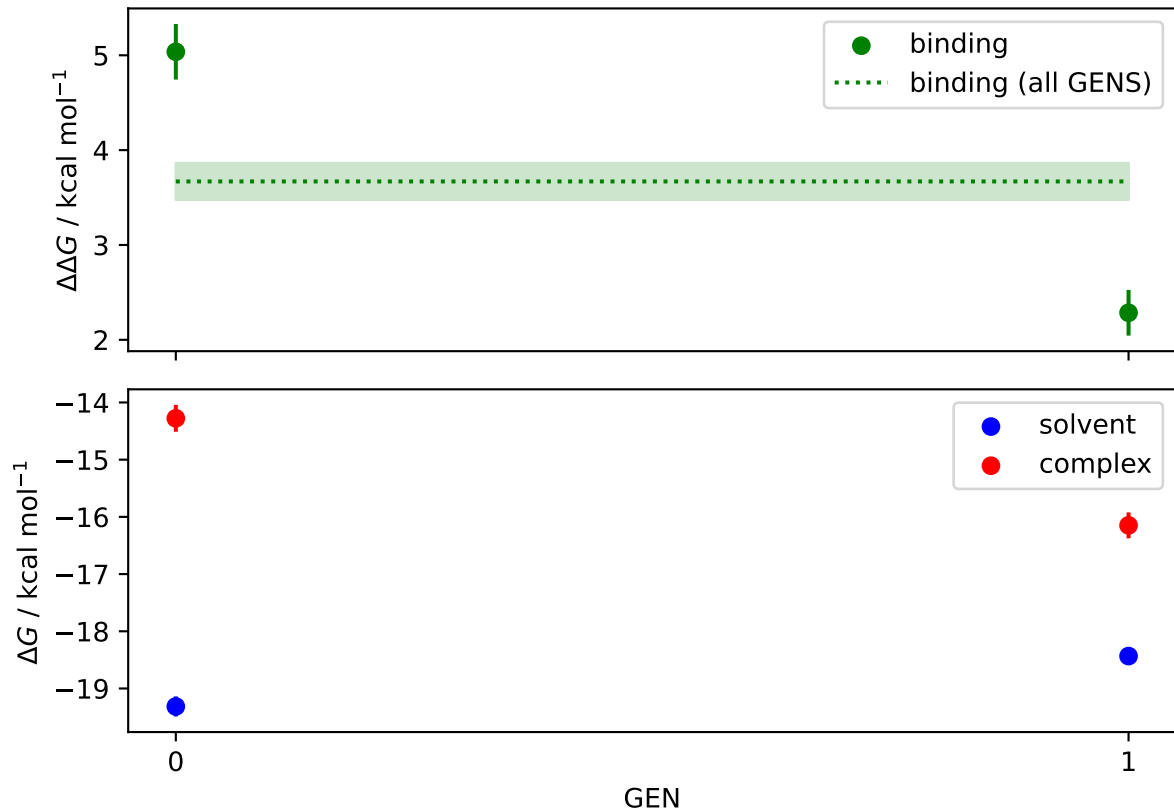 binding
binding (all GENS)
5
4
3
2
ΔΔG / kcal mol⁻¹
solvent
complex
−14
−15
−16
−17
−18
−19
ΔG / kcal mol⁻¹
0
1
GEN